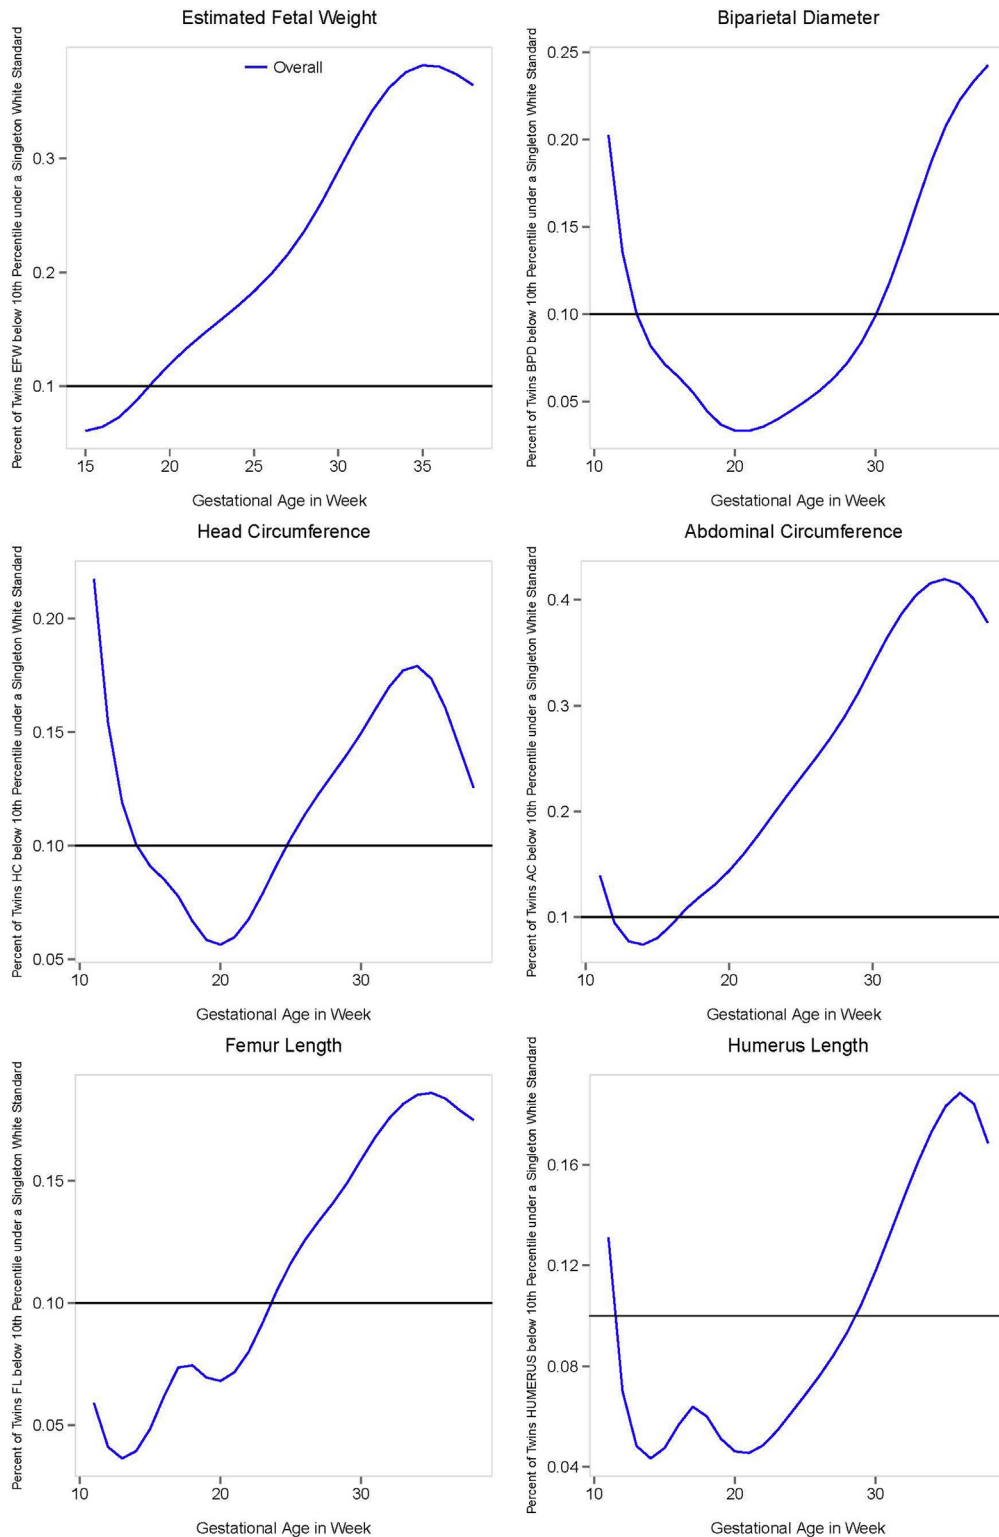 Estimated Fetal Weight
Percent of Twins EFW below 10th Percentile under a Singleton White Standard
Overall
0.3
0.2
0.1
15 20 25 30 35
Gestational Age in Week
Biparietal Diameter
Percent of Twins BPD below 10th Percentile under a Singleton White Standard
0.25
0.20
0.15
0.10
0.05
10 20 30
Gestational Age in Week
Head Circumference
Percent of Twins HC below 10th Percentile under a Singleton White Standard
0.20
0.15
0.10
0.05
10 20 30
Gestational Age in Week
Abdominal Circumference
Percent of Twins AC below 10th Percentile under a Singleton White Standard
0.4
0.3
0.2
0.1
10 20 30
Gestational Age in Week
Femur Length
Percent of Twins FL below 10th Percentile under a Singleton White Standard
0.15
0.10
0.05
10 20 30
Gestational Age in Week
Humerus Length
Percent of Twins HUMERUS below 10th Percentile under a Singleton White Standard
0.16
0.12
0.08
0.04
10 20 30
Gestational Age in Week